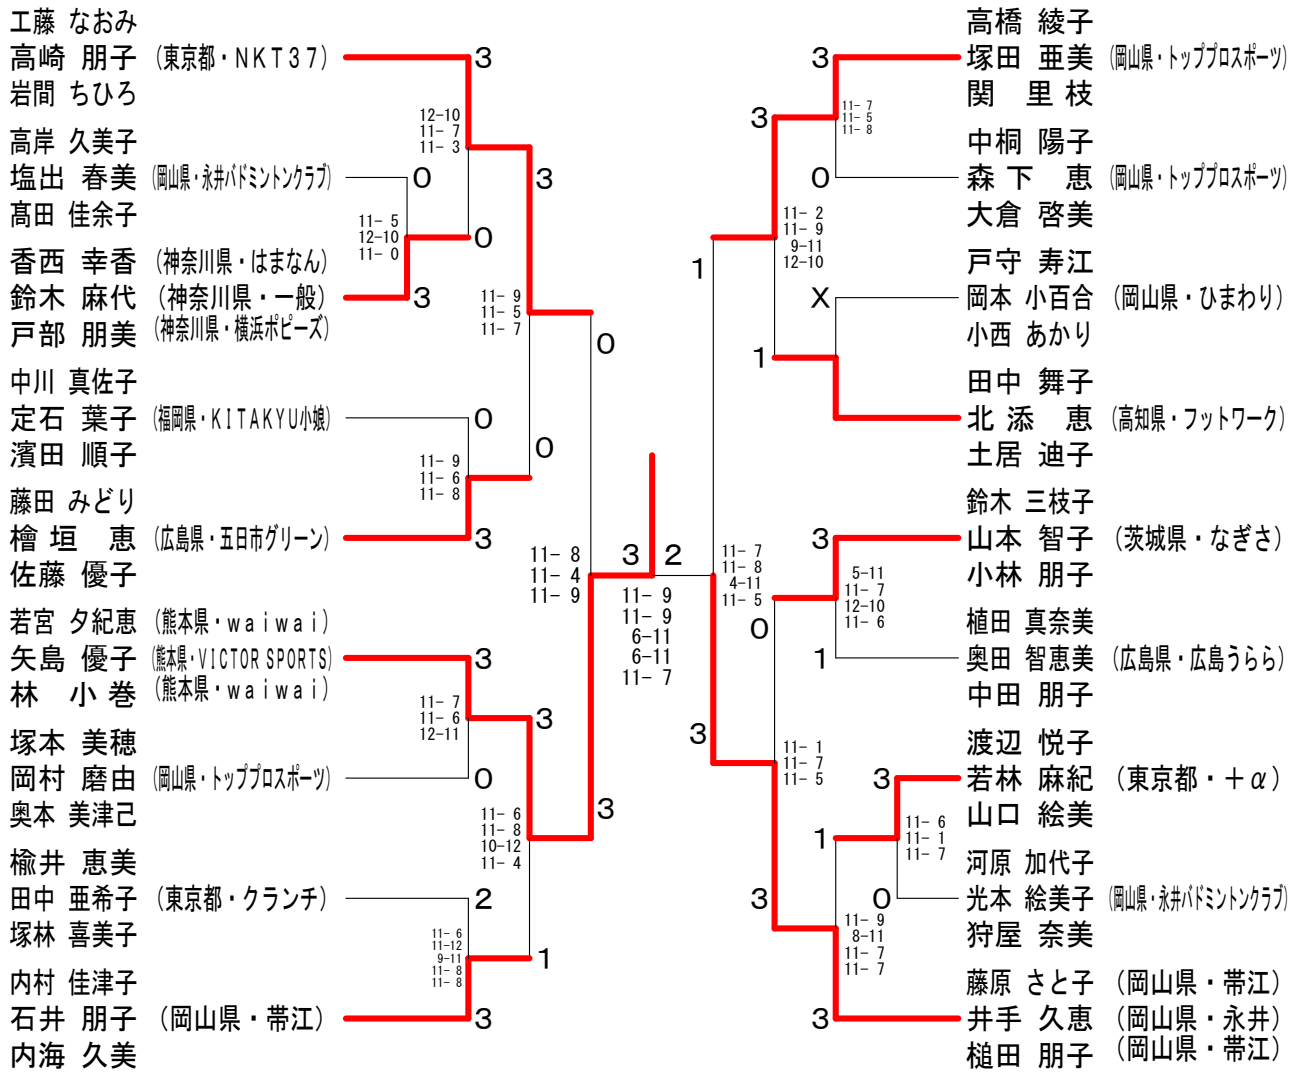 工藤 なおみ
高崎 朋子 (東京都・NKT37)
岩間 ちひろ
3
12-10
11- 7
11- 3
高岸 久美子
塩出 春美 (岡山県・永井バドミントンクラブ)
髙田 佳余子
0
3
11- 5
12-10
11- 0
0
香西 幸香 (神奈川県・はまなん)
鈴木 麻代 (神奈川県・一般)
戸部 朋美 (神奈川県・横浜ポピーズ)
3
11- 9
11- 5
11- 7
0
中川 真佐子
定石 葉子 (福岡県・KITAKYU小娘)
濱田 順子
0
0
11- 9
11- 6
11- 8
藤田 みどり
檜垣 恵 (広島県・五日市グリーン)
佐藤 優子
3
11- 8
11- 4
11- 9
若宮 夕紀恵 (熊本県・waiwai)
矢島 優子 (熊本県・VICTOR SPORTS)
林 小巻 (熊本県・waiwai)
3
11- 7
11- 6
12-11
3
塚本 美穂
岡村 磨由 (岡山県・トッププロスポーツ)
奥本 美津己
0
3
11- 6
11- 8
10-12
11- 4
楡井 恵美
田中 亜希子 (東京都・クランチ)
塚林 喜美子
2
11- 6
11-12
9-11
11- 8
11- 8
1
内村 佳津子
石井 朋子 (岡山県・帯江)
内海 久美
3
3 2
11- 9
11- 9
6-11
6-11
11- 7
高橋 綾子
3 塚田 亜美 (岡山県・トッププロスポーツ)
関 里枝
3
11- 7
11- 5
11- 8
中桐 陽子
0 森下 恵 (岡山県・トッププロスポーツ)
大倉 啓美
11- 2
11- 9
9-11
12-10
1
戸守 寿江
X 岡本 小百合 (岡山県・ひまわり)
小西 あかり
1
田中 舞子
北添 恵 (高知県・フットワーク)
土居 迪子
鈴木 三枝子
3 山本 智子 (茨城県・なぎさ)
小林 朋子
11- 7
11- 8
4-11
11- 5
5-11
11- 7
12-10
11- 6
0
植田 真奈美
1 奥田 智恵美 (広島県・広島うらら)
中田 朋子
3
11- 1
11- 7
11- 5
渡辺 悦子
3 若林 麻紀 (東京都・+α)
山口 絵美
1
11- 6
11- 1
11- 7
河原 加代子
0 光本 絵美子 (岡山県・永井バドミントンクラブ)
狩屋 奈美
3
11- 9
8-11
11- 7
11- 7
藤原 さと子 (岡山県・帯江)
3 井手 久恵 (岡山県・永井)
槌田 朋子 (岡山県・帯江)